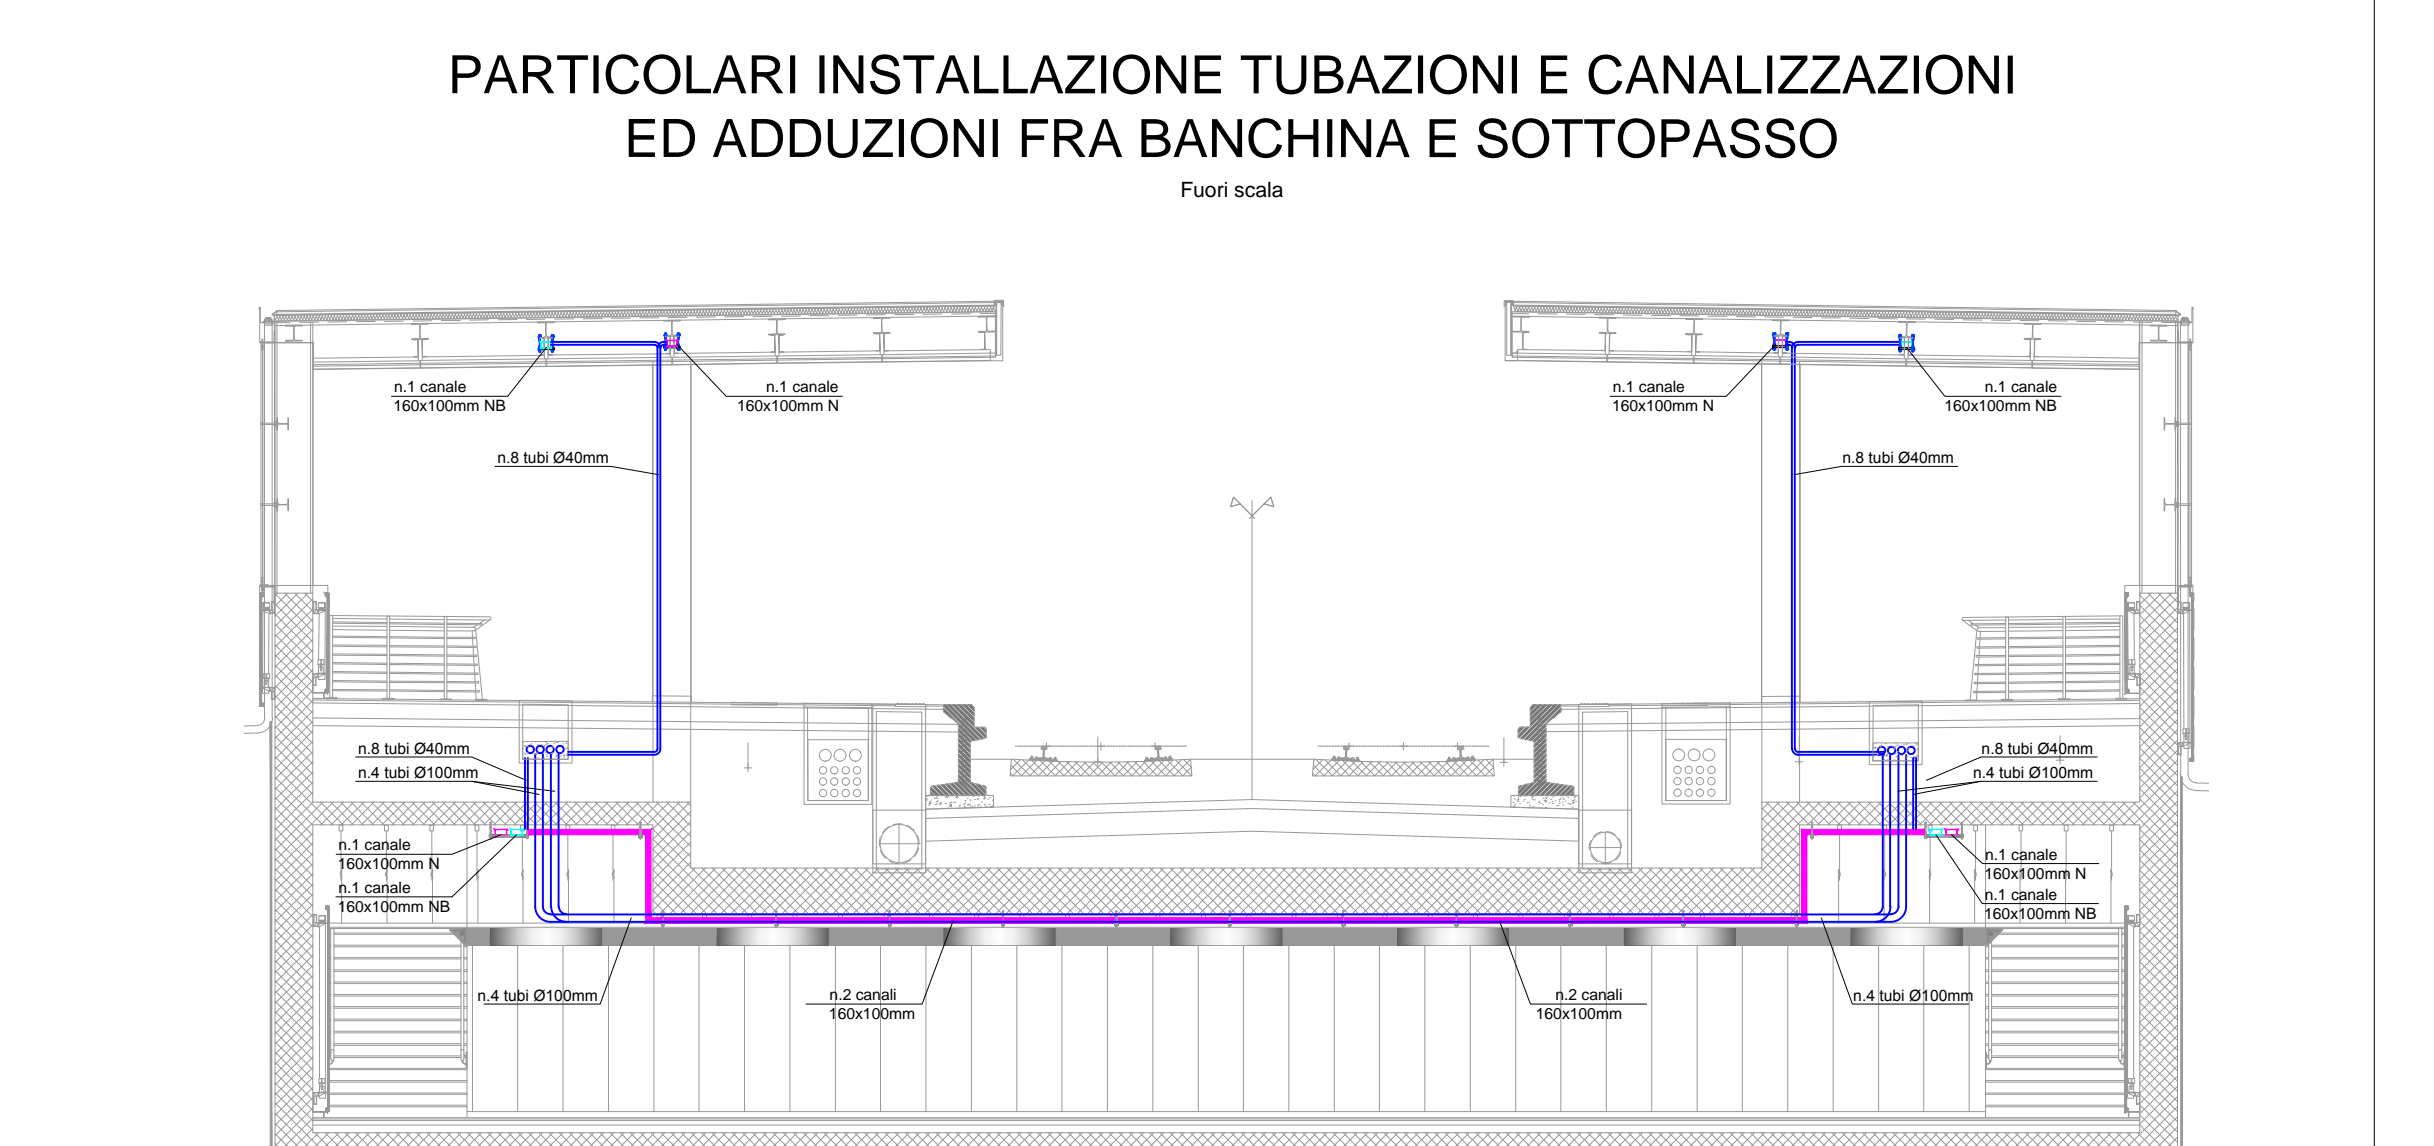 PARTICOLARI INSTALLAZIONE TUBAZIONI E CANALIZZAZIONI
ED ADDUZIONI FRA BANCHINA E SOTTOPASSO
Fuori scala
n.1 canale
160x100mm NB
n.1 canale
160x100mm N
n.1 canale
160x100mm N
n.1 canale
160x100mm NB
n.8 tubi Ø40mm
n.8 tubi Ø40mm
n.8 tubi Ø40mm
n.4 tubi Ø100mm
n.8 tubi Ø40mm
n.4 tubi Ø100mm
n.1 canale
160x100mm N
n.1 canale
160x100mm NB
n.1 canale
160x100mm N
n.1 canale
160x100mm NB
n.4 tubi Ø100mm
n.2 canali
160x100mm
n.2 canali
160x100mm
n.4 tubi Ø100mm